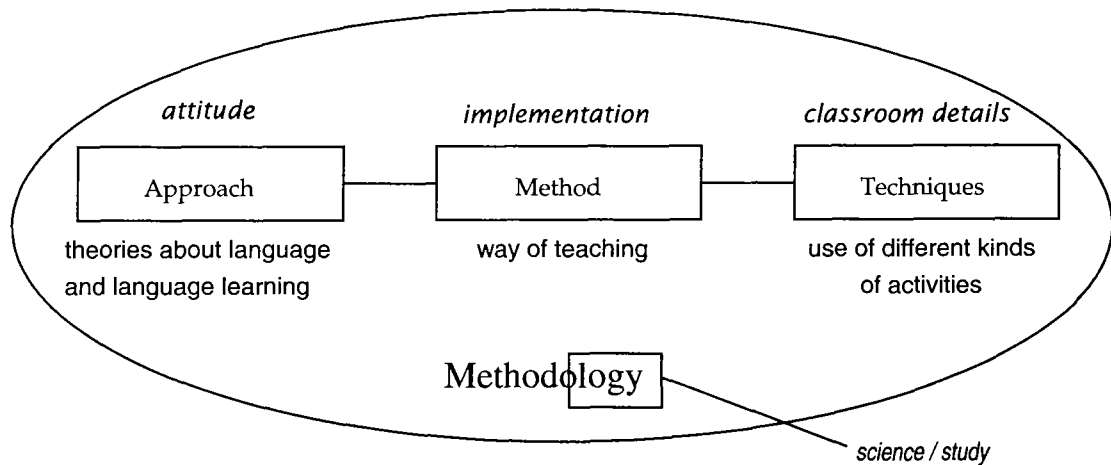 attitude
implementation
classroom details
Approach
Method
Techniques
theories about language
and language learning
way of teaching
use of different kinds
of activities
Methodology
science / study